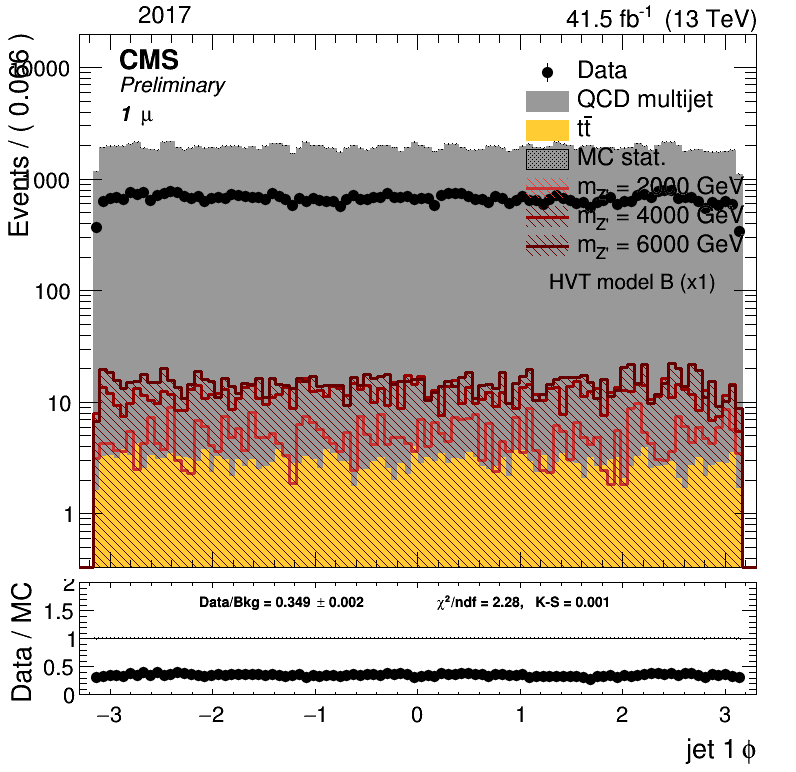 2017
41.5 fb⁻¹ (13 TeV)
CMS
Preliminary
1 μ
Data
QCD multijet
tt̄
MC stat.
m_Z' = 2000 GeV
m_Z' = 4000 GeV
m_Z' = 6000 GeV
HVT model B (x1)
Events / ( 0.066 )
10000
1000
100
10
1
Data/Bkg = 0.349 ± 0.002
χ²/ndf = 2.28, K-S = 0.001
Data / MC
2
1.5
1
0.5
0
−3 −2 −1 0 1 2 3
jet 1 ϕ